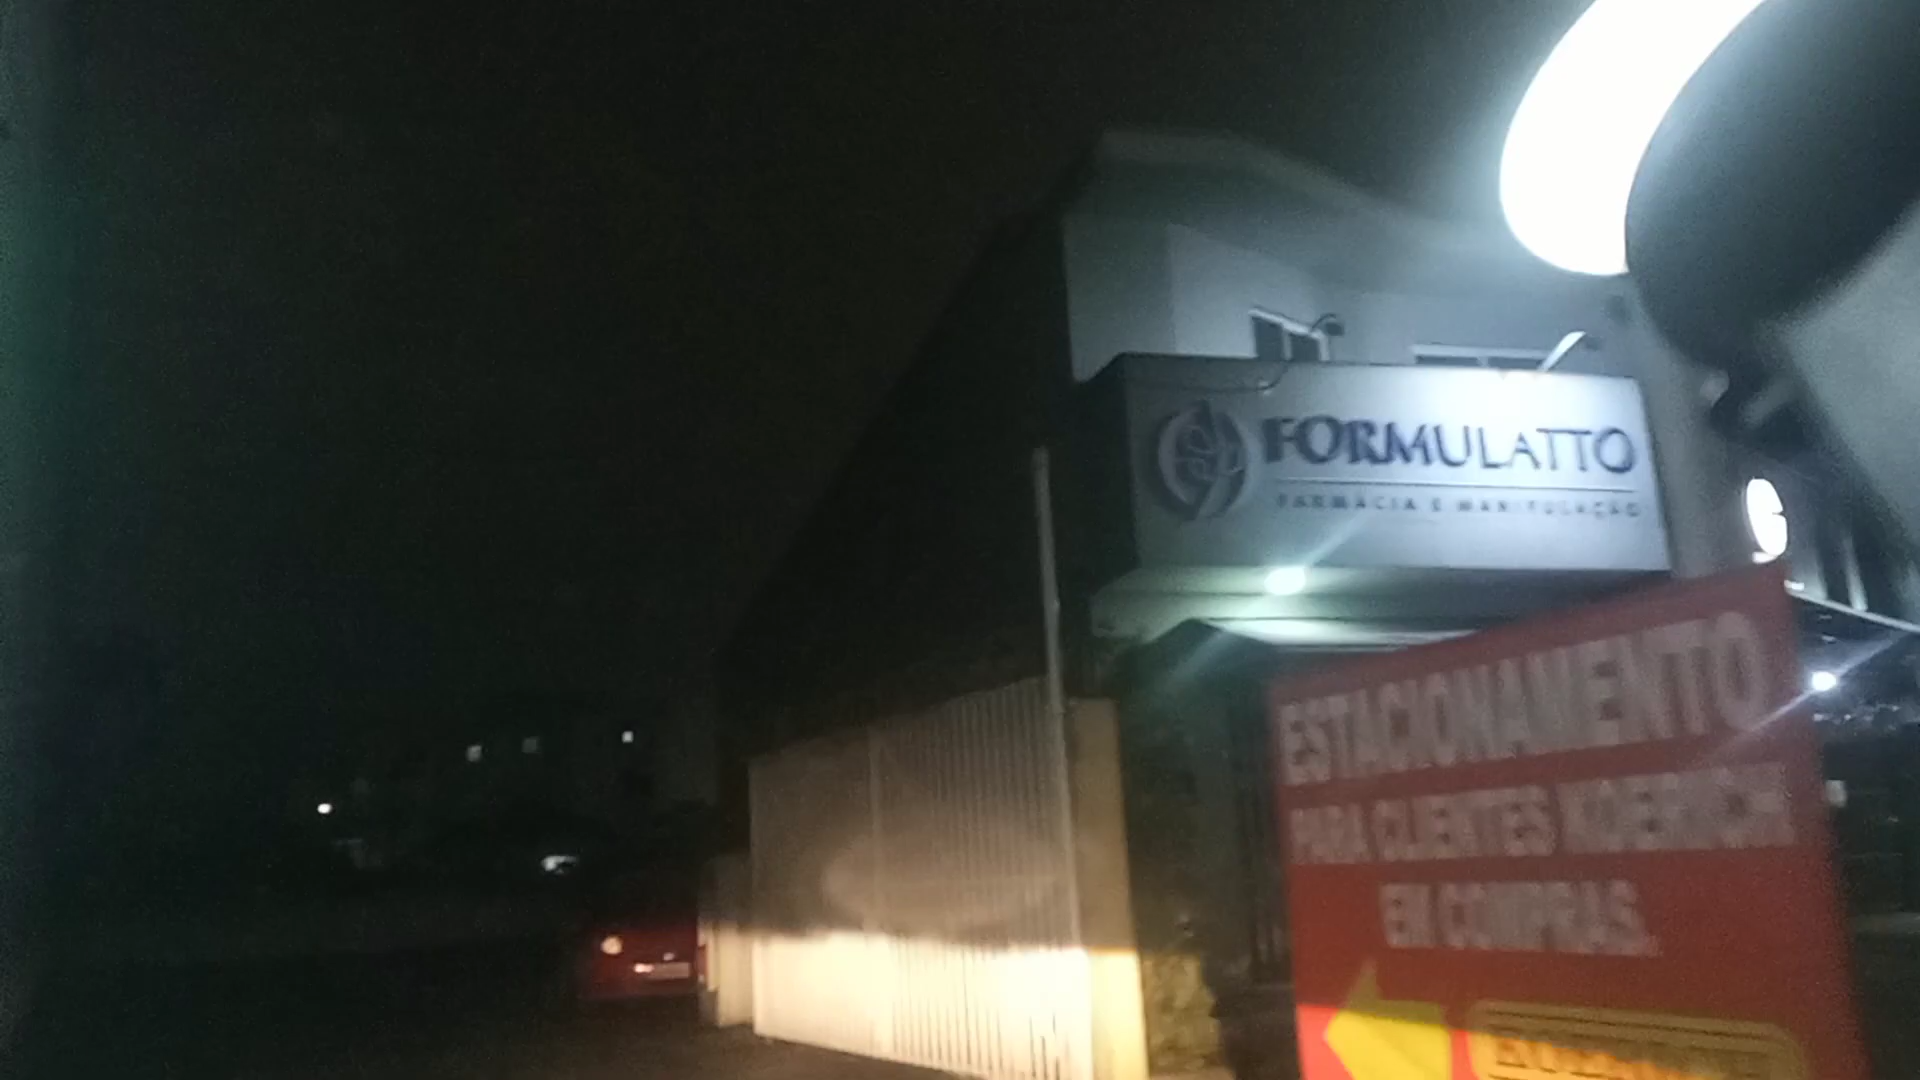 FORMULATTO
FARMÁCIA E MANIPULAÇÃO
ESTACIONAMENTO
PARA CLIENTES KOERICH
EM COMPRAS.